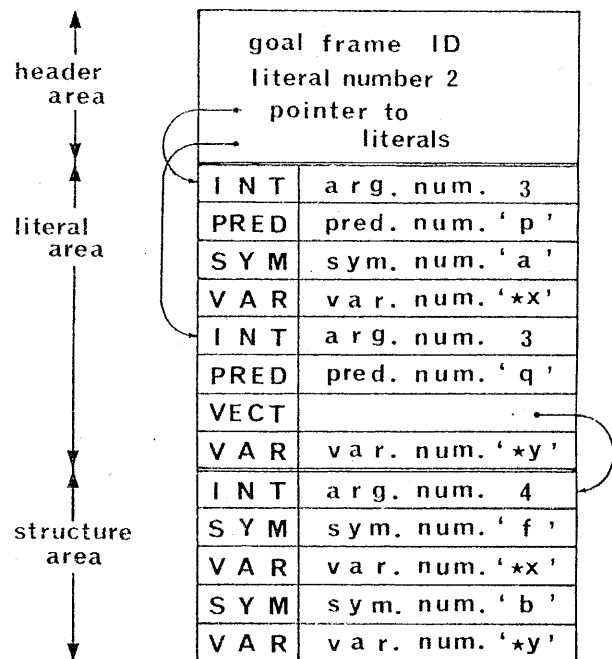 goal frame ID
literal number 2
pointer to
literals
header
area
INT arg. num. 3
PRED pred. num. ‘p’
literal
area
SYM sym. num. ‘a’
VAR var. num. ‘*x’
INT arg. num. 3
PRED pred. num. ‘q’
VECT
VAR var. num. ‘*y’
INT arg. num. 4
structure
area
SYM sym. num. ‘f’
VAR var. num. ‘*x’
SYM sym. num. ‘b’
VAR var. num. ‘*y’